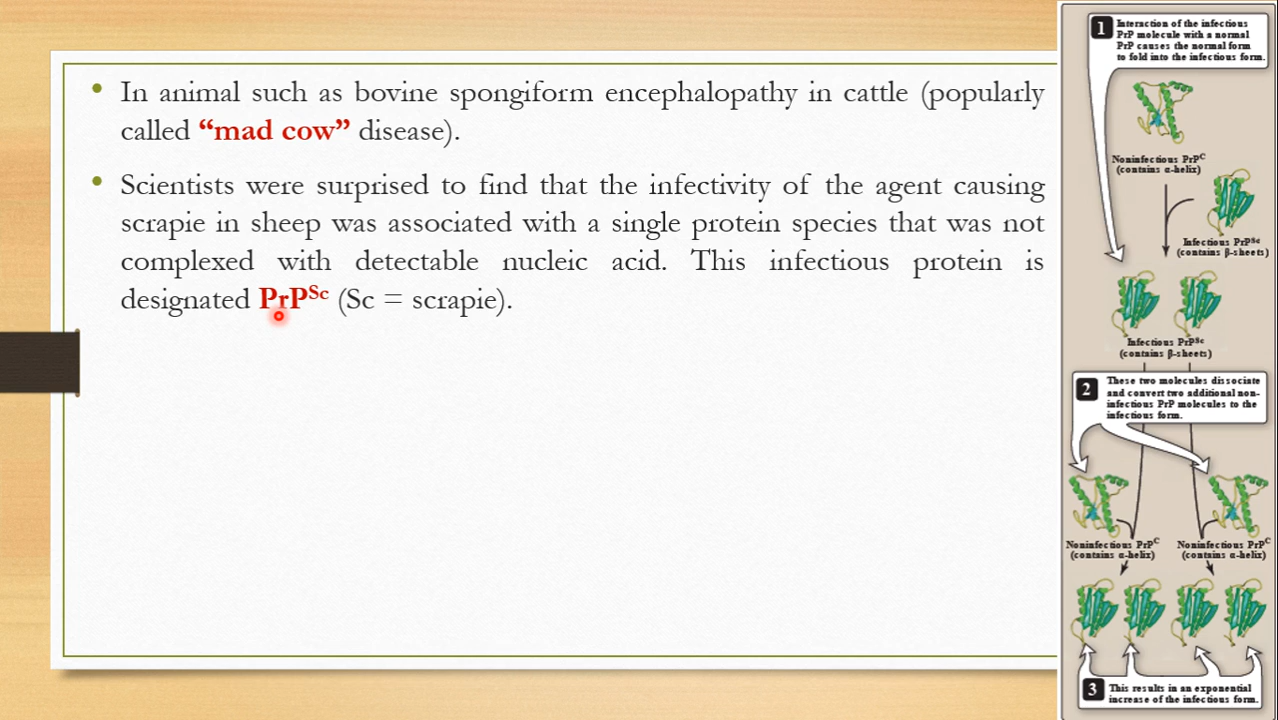 • In animal such as bovine spongiform encephalopathy in cattle (popularly
called “mad cow” disease).
• Scientists were surprised to find that the infectivity of the agent causing
scrapie in sheep was associated with a single protein species that was not
complexed with detectable nucleic acid. This infectious protein is
designated PrPSc (Sc = scrapie).
1 Interaction of the infectious
PrP molecule with a normal
PrP causes the normal form
to fold into the infectious form.
Noninfectious PrPC
(contains α-helix)
Infectious PrPSc
(contains β-sheets)
Infectious PrPSc
(contains β-sheets)
2 These two molecules dissociate
and convert two additional non-
infectious PrP molecules to the
infectious form.
Noninfectious PrPC
(contains α-helix)
Noninfectious PrPC
(contains α-helix)
3 This results in an exponential
increase of the infectious form.